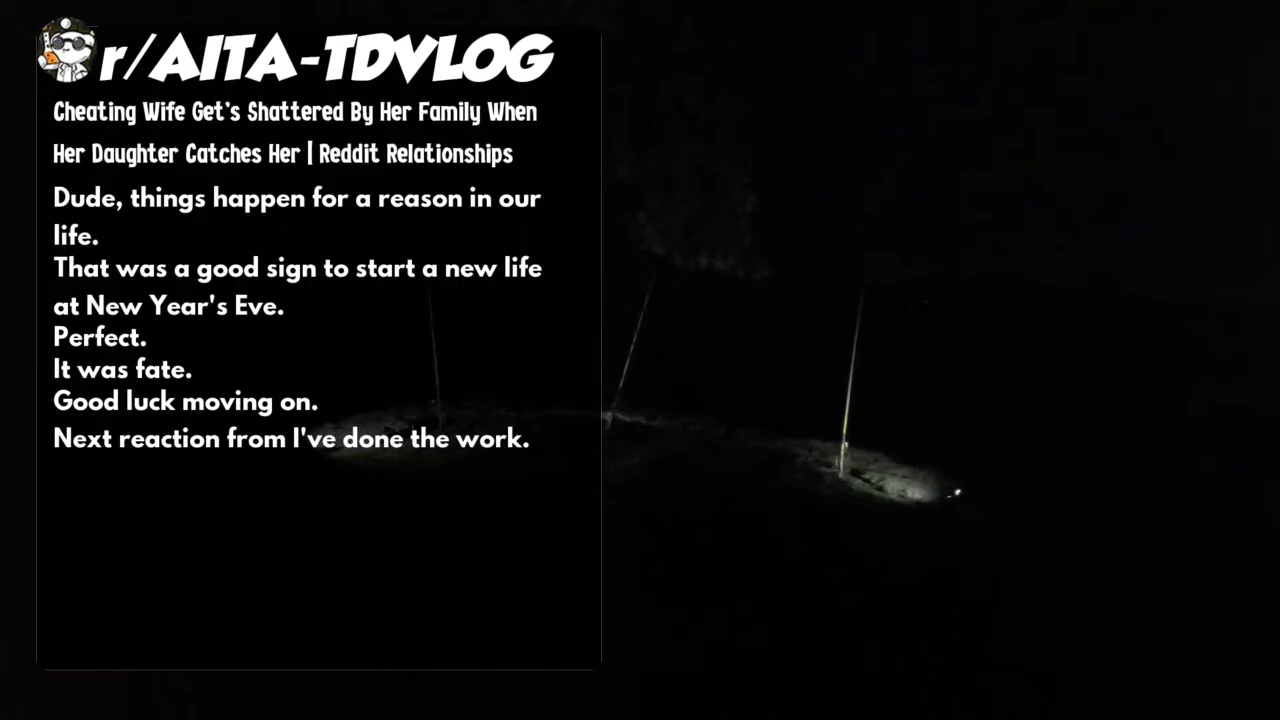 r/AITA-TDVLOG
Cheating Wife Get's Shattered By Her Family When
Her Daughter Catches Her | Reddit Relationships
Dude, things happen for a reason in our
life.
That was a good sign to start a new life
at New Year's Eve.
Perfect.
It was fate.
Good luck moving on.
Next reaction from I've done the work.